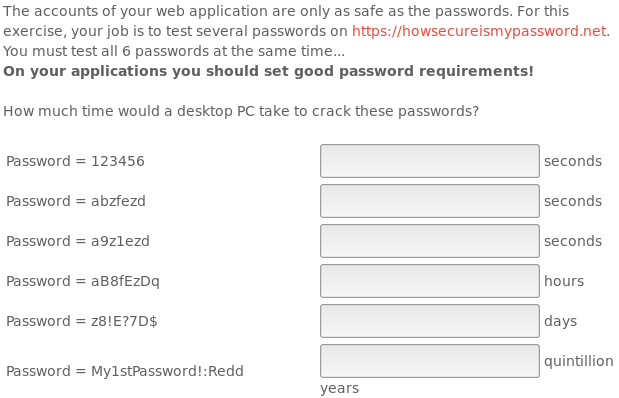 The accounts of your web application are only as safe as the passwords. For this
exercise, your job is to test several passwords on https://howsecureismypassword.net.
You must test all 6 passwords at the same time...
On your applications you should set good password requirements!
How much time would a desktop PC take to crack these passwords?
Password = 123456 seconds
Password = abzfezd seconds
Password = a9z1ezd seconds
Password = aB8fEzDq hours
Password = z8!E?7D$ days
Password = My1stPassword!:Redd quintillion
years